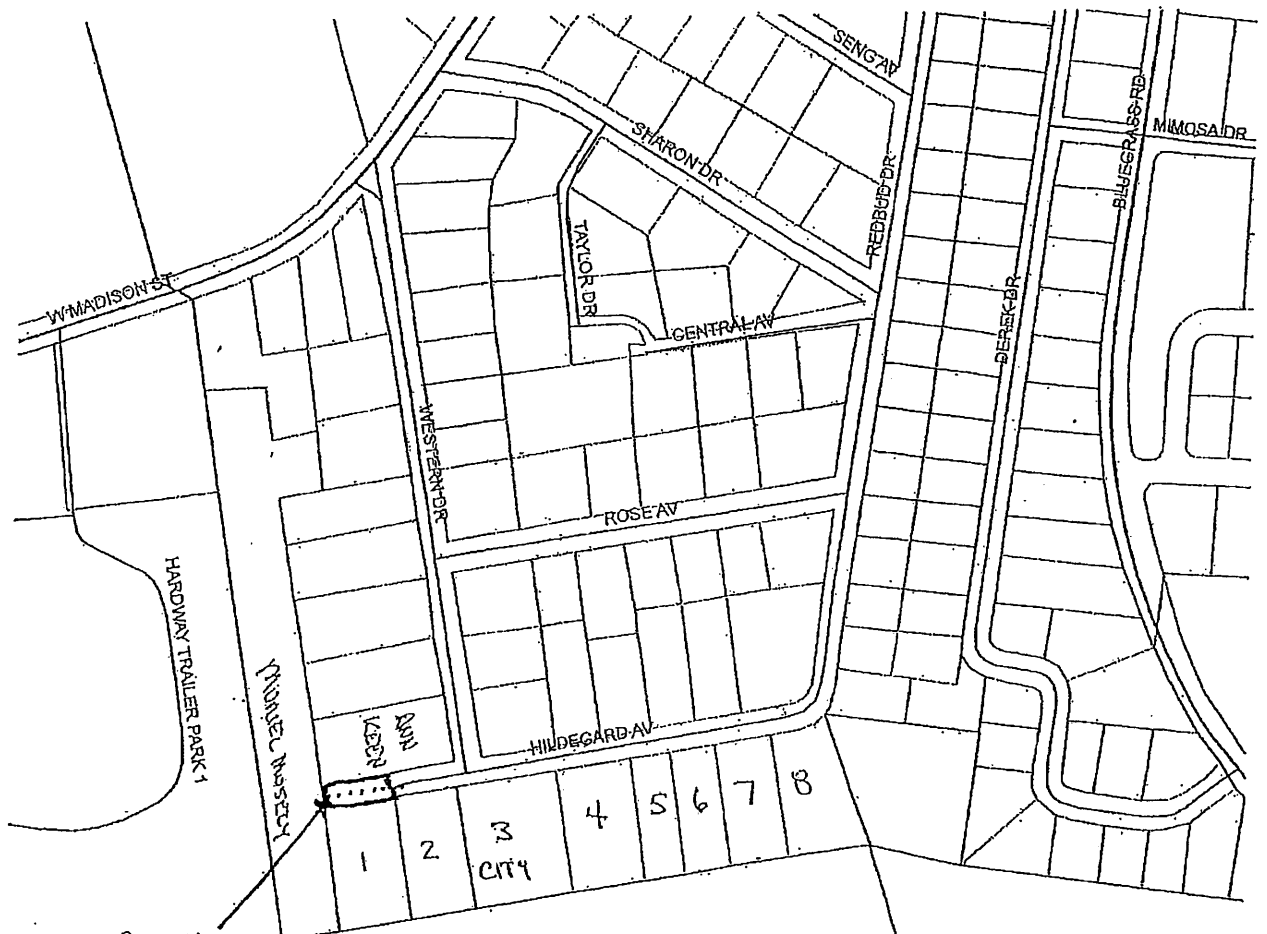 SENG AV
SHARON DR
REDBUD DR
BLUEGRASS RD
MIMOSA DR
TAYLOR DR
W MADISON ST
DEREK DR
CENTRAL AV
WESTERN DR
ROSE AV
HARDWAY TRAILER PARK 1
MOSELY
ANN
KEEN
HILDEGARD AV
1
2
3
CITY
4
5
6
7
8